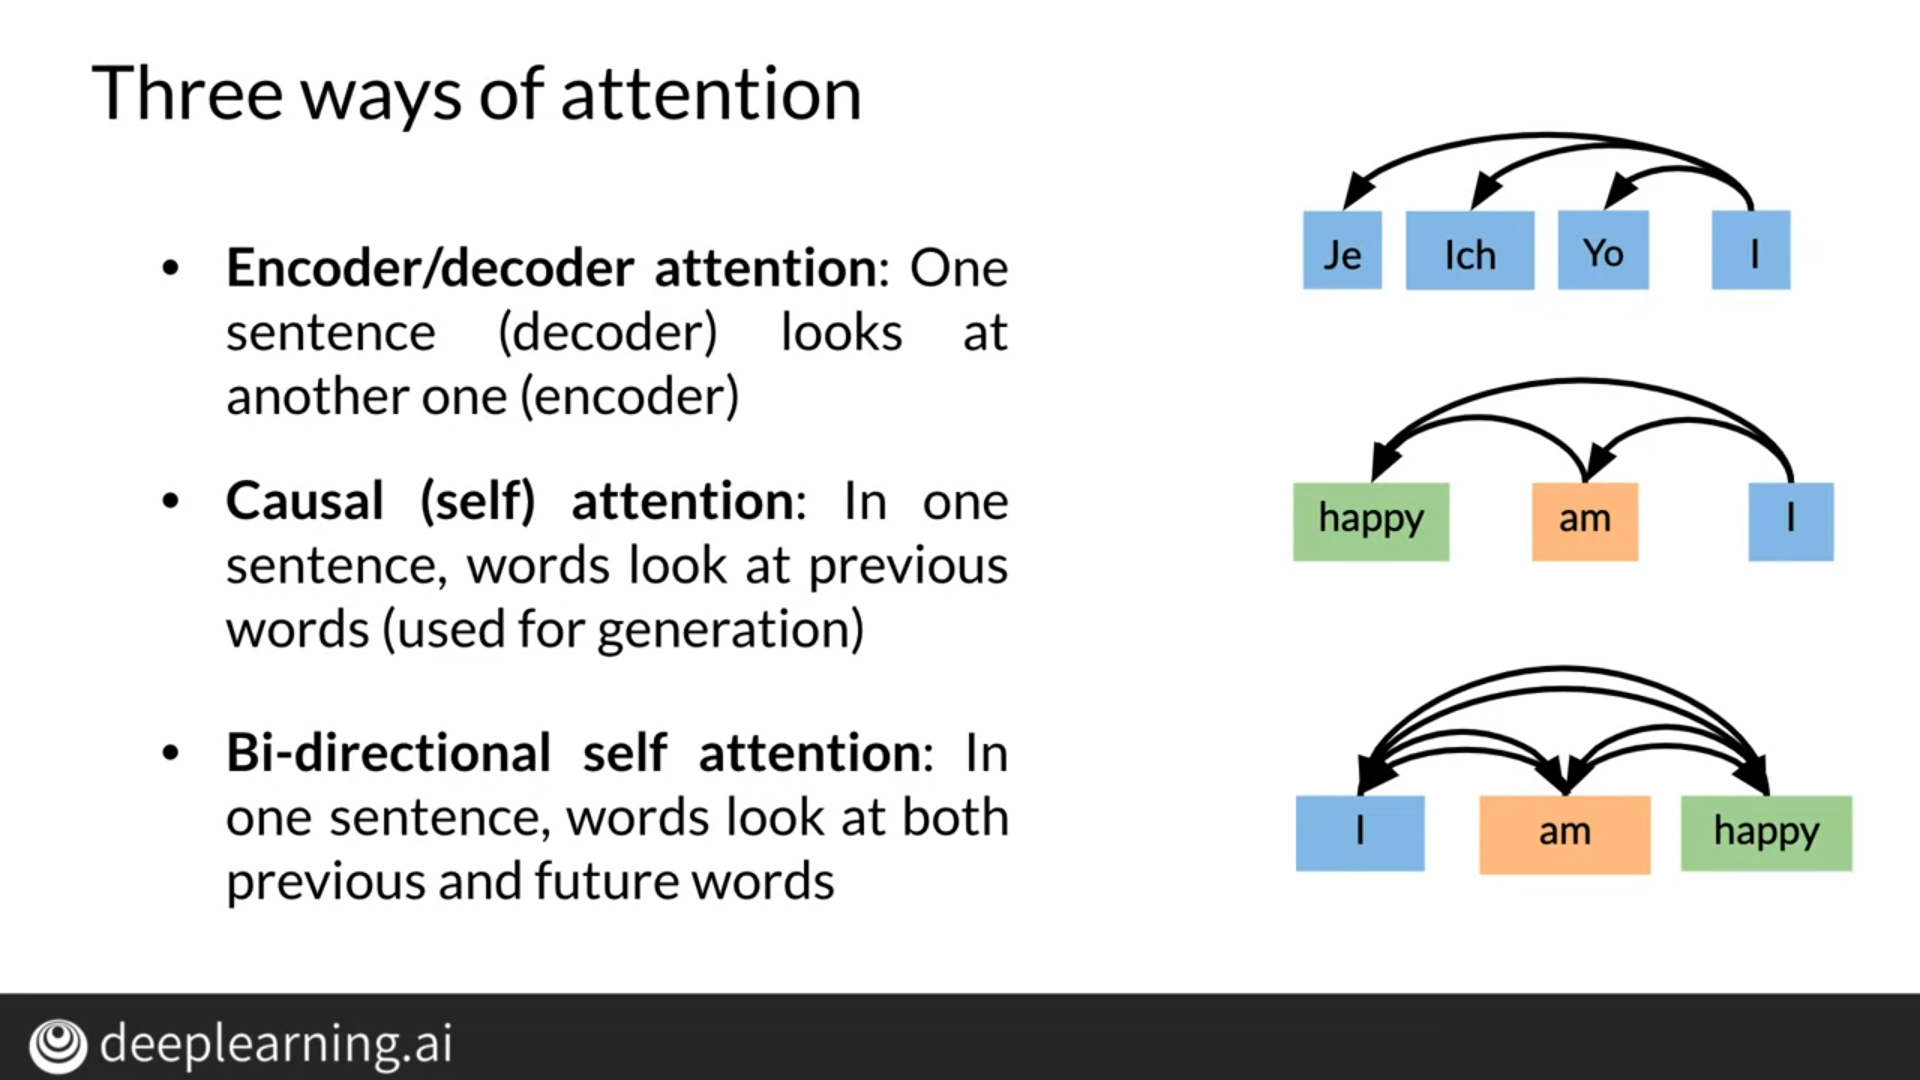 Three ways of attention
• Encoder/decoder attention: One
sentence (decoder) looks at
another one (encoder)
Je Ich Yo I
• Causal (self) attention: In one
sentence, words look at previous
words (used for generation)
happy am I
• Bi-directional self attention: In
one sentence, words look at both
previous and future words
I am happy
deeplearning.ai